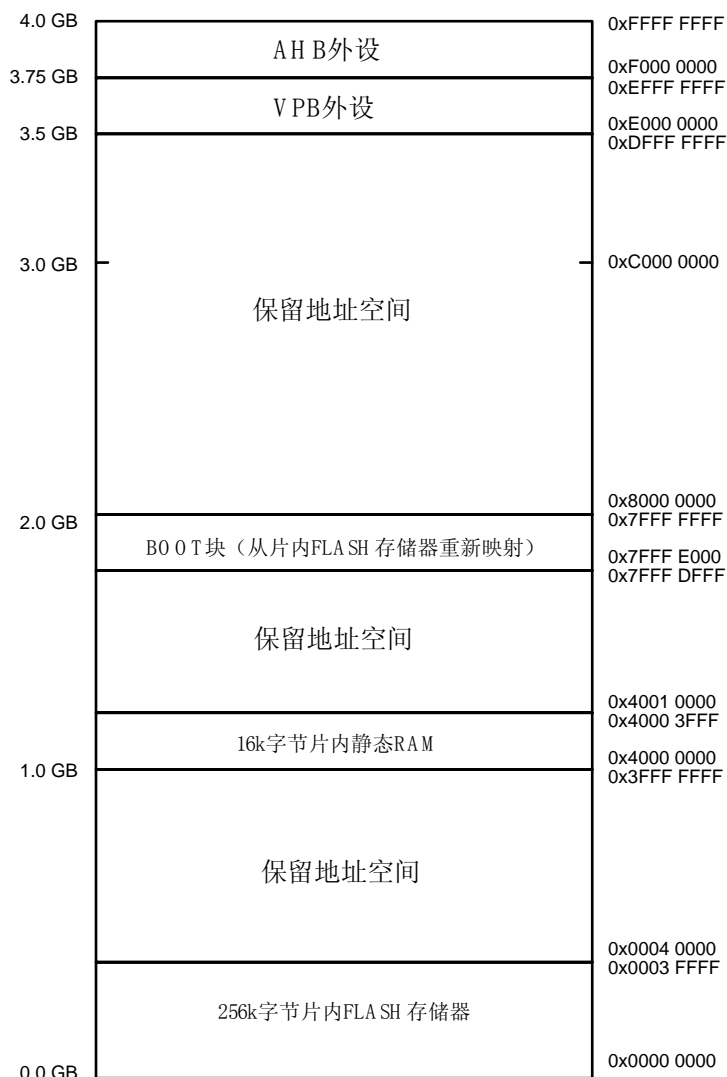 4.0 GB
0xFFFF FFFF
AHB外设
0xF000 0000
3.75 GB
0xEFFF FFFF
VPB外设
0xE000 0000
3.5 GB
0xDFFF FFFF
3.0 GB
0xC000 0000
保留地址空间
0x8000 0000
2.0 GB
0x7FFF FFFF
BOOT块（从片内FLASH 存储器重新映射）
0x7FFF E000
0x7FFF DFFF
保留地址空间
0x4001 0000
0x4000 3FFF
16k字节片内静态RAM
0x4000 0000
1.0 GB
0x3FFF FFFF
保留地址空间
0x0004 0000
0x0003 FFFF
256k字节片内FLASH 存储器
0x0000 0000
0.0 GB